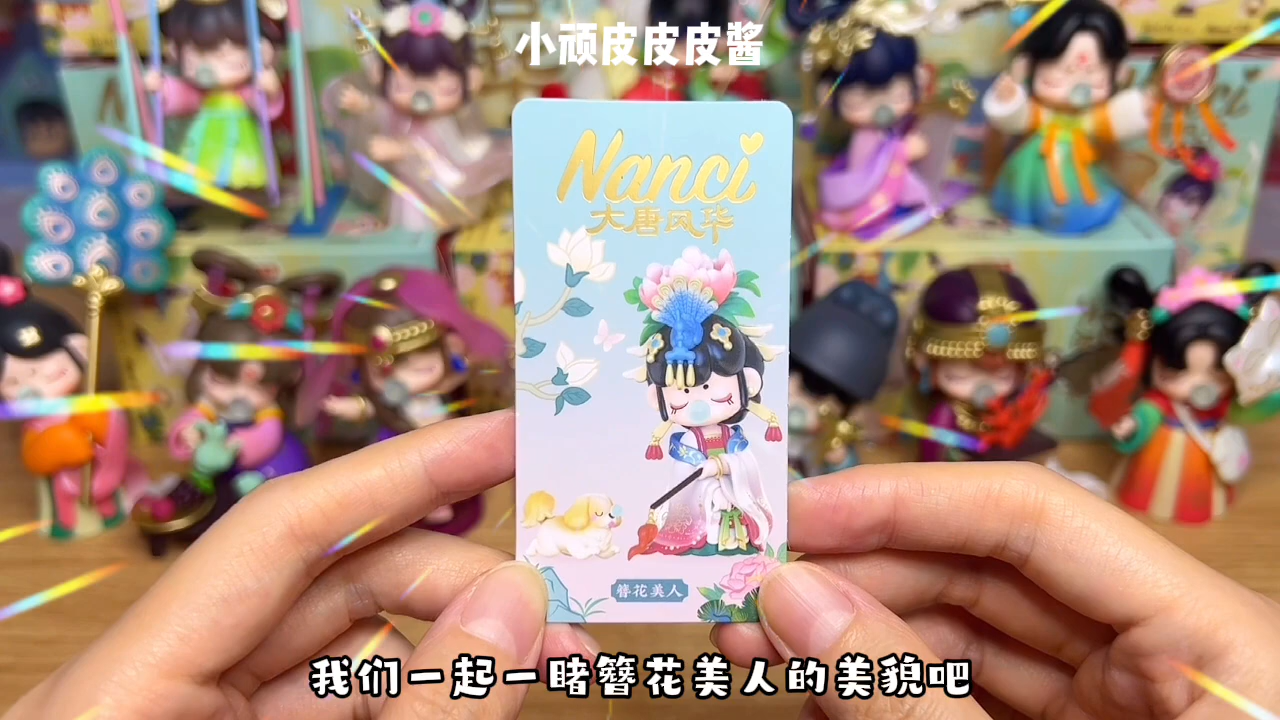 小顽皮皮皮酱
Nanci
大唐风华
簪花美人
我们一起一睹簪花美人的美貌吧